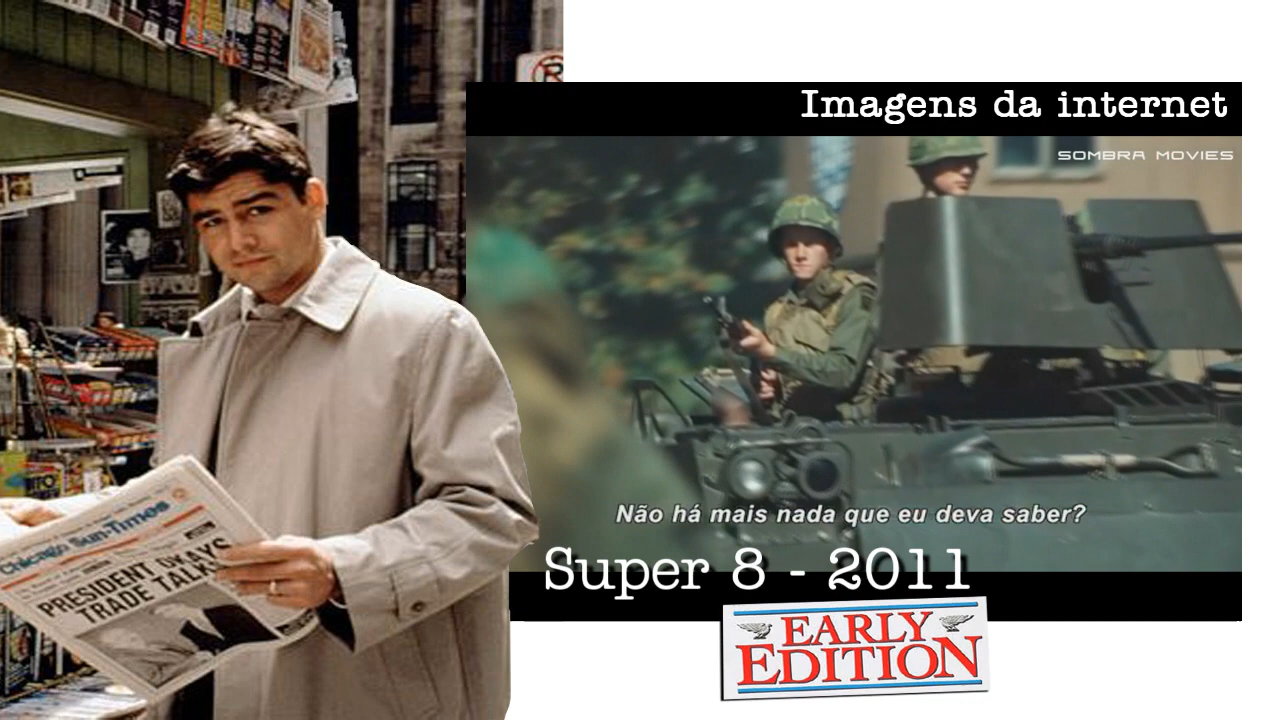 Imagens da internet
SOMBRA MOVIES
Chicago Sun-Times
PRESIDENT OKAYS
TRADE TALKS
Não há mais nada que eu deva saber?
Super 8 - 2011
EARLY
EDITION